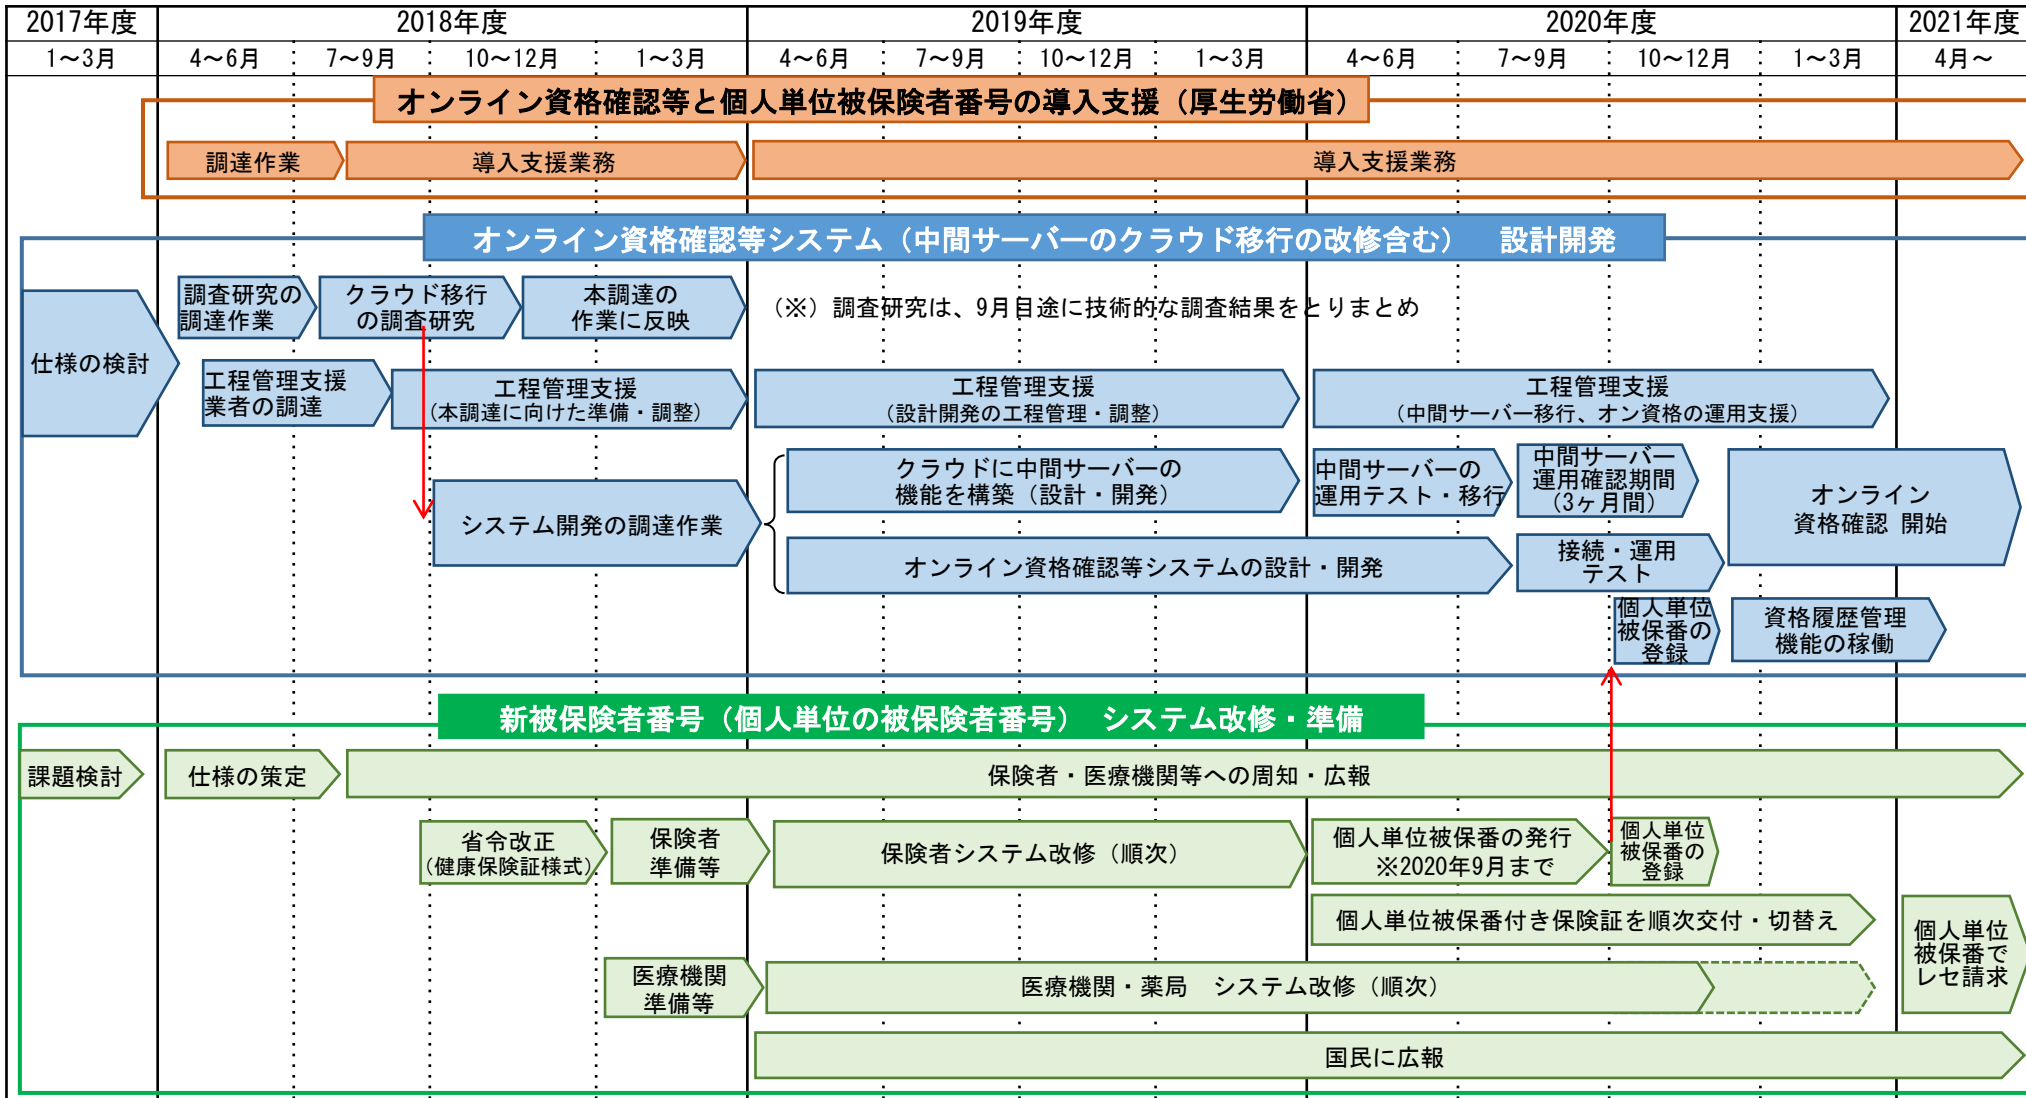 2017年度
2018年度
2019年度
2020年度
2021年度
1～3月
4～6月
7～9月
10～12月
1～3月
4～6月
7～9月
10～12月
1～3月
4～6月
7～9月
10～12月
1～3月
4月～
オンライン資格確認等と個人単位被保険者番号の導入支援（厚生労働省）
調達作業
導入支援業務
導入支援業務
オンライン資格確認等システム（中間サーバーのクラウド移行の改修含む）　設計開発
仕様の検討
調査研究の
調達作業
クラウド移行
の調査研究
本調達の
作業に反映
（※）調査研究は、9月目途に技術的な調査結果をとりまとめ
工程管理支援
業者の調達
工程管理支援
（本調達に向けた準備・調整）
工程管理支援
（設計開発の工程管理・調整）
工程管理支援
（中間サーバー移行、オン資格の運用支援）
システム開発の調達作業
クラウドに中間サーバーの
機能を構築（設計・開発）
中間サーバーの
運用テスト・移行
中間サーバー
運用確認期間
（3ヶ月間）
オンライン
資格確認 開始
オンライン資格確認等システムの設計・開発
接続・運用
テスト
個人単位
被保番の
登録
資格履歴管理
機能の稼働
新被保険者番号（個人単位の被保険者番号）　システム改修・準備
課題検討
仕様の策定
保険者・医療機関等への周知・広報
省令改正
（健康保険証様式）
保険者
準備等
保険者システム改修（順次）
個人単位被保番の発行
※2020年9月まで
個人単位
被保番の
登録
個人単位被保番付き保険証を順次交付・切替え
個人単位
被保番で
レセ請求
医療機関
準備等
医療機関・薬局　システム改修（順次）
国民に広報